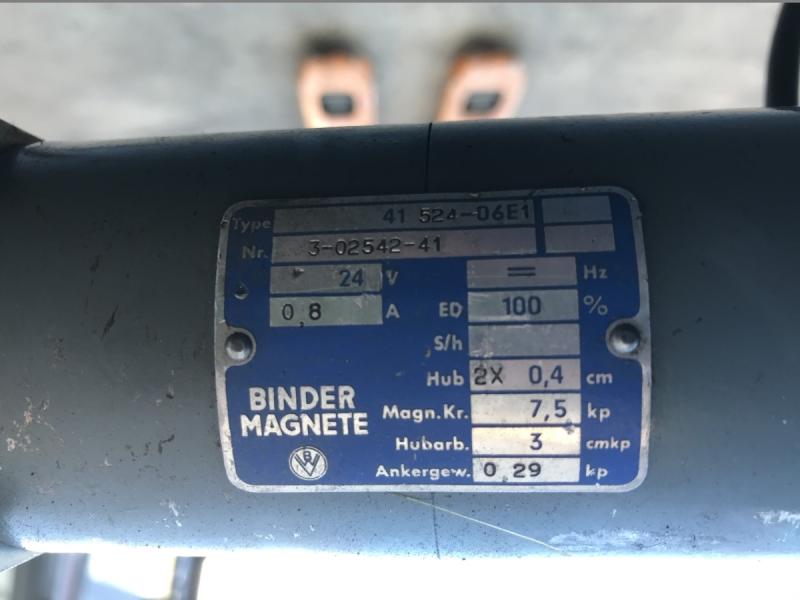 Type 41 524-06E1
Nr. 3-02542-41
24 V = Hz
0,8 A ED 100 %
S/h
Hub 2X 0,4 cm
BINDER Magn.Kr. 7,5 kp
MAGNETE Hubarb. 3 cmkp
Ankergew. 0,29 kp